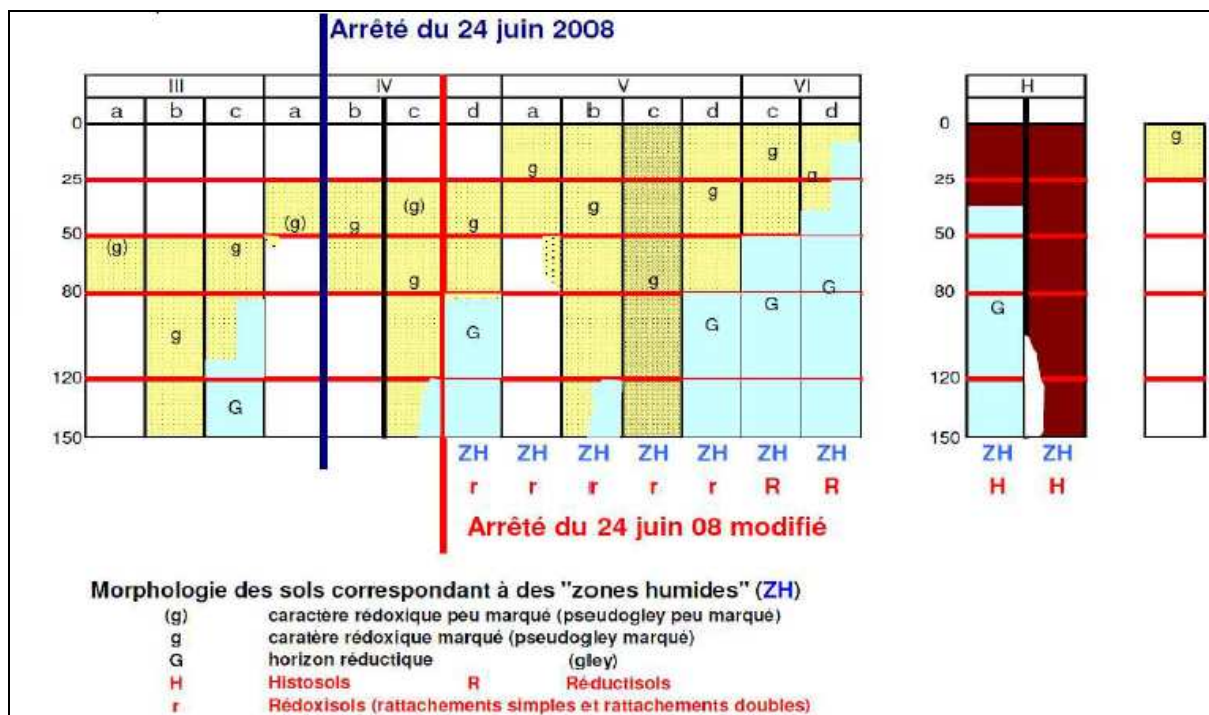 Arrêté du 24 juin 2008
III IV V VI H
a b c a b c d a b c d c d
0 g g 0 g
25 g g 25
(g) g (g) g g g
50 50
(g) g
80 g g G 80
g G G G G
120 120
G
150 150
ZH ZH ZH ZH ZH ZH ZH ZH ZH
r r r r r R R H H
Arrêté du 24 juin 08 modifié
Morphologie des sols correspondant à des "zones humides" (ZH)
(g) caractère rédoxique peu marqué (pseudogley peu marqué)
g caratère rédoxique marqué (pseudogley marqué)
G horizon réductique (gley)
H Histosols R Réductisols
r Rédoxisols (rattachements simples et rattachements doubles)